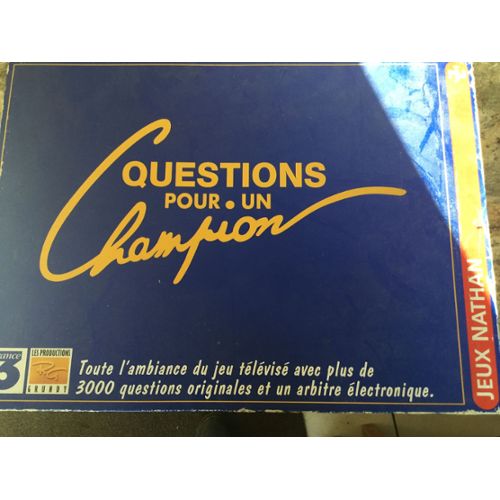 QUESTIONS
POUR UN
Champion
JEUX NATHAN
3
LES PRODUCTIONS
GRUNDY
Toute l'ambiance du jeu télévisé avec plus de
3000 questions originales et un arbitre électronique.